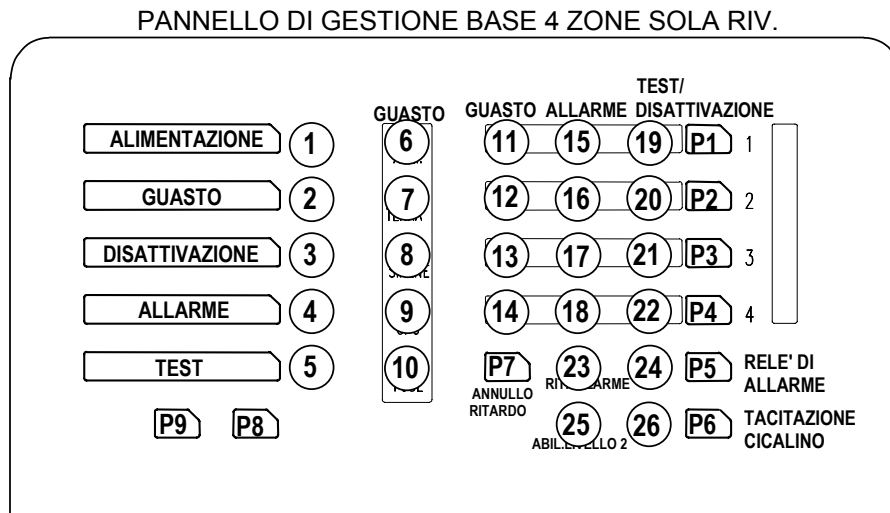 PANNELLO DI GESTIONE BASE 4 ZONE SOLA RIV.
TEST/
GUASTO GUASTO ALLARME DISATTIVAZIONE
ALIMENTAZIONE 1 6 11 15 19 P1 1
GUASTO 2 7 12 16 20 P2 2
DISATTIVAZIONE 3 8 13 17 21 P3 3
ALLARME 4 9 14 18 22 P4 4
TEST 5 10 P7 23 24 P5 RELE' DI
ALLARME
ANNULLO
RITARDO
P9 P8 25 26 P6 TACITAZIONE
CICALINO